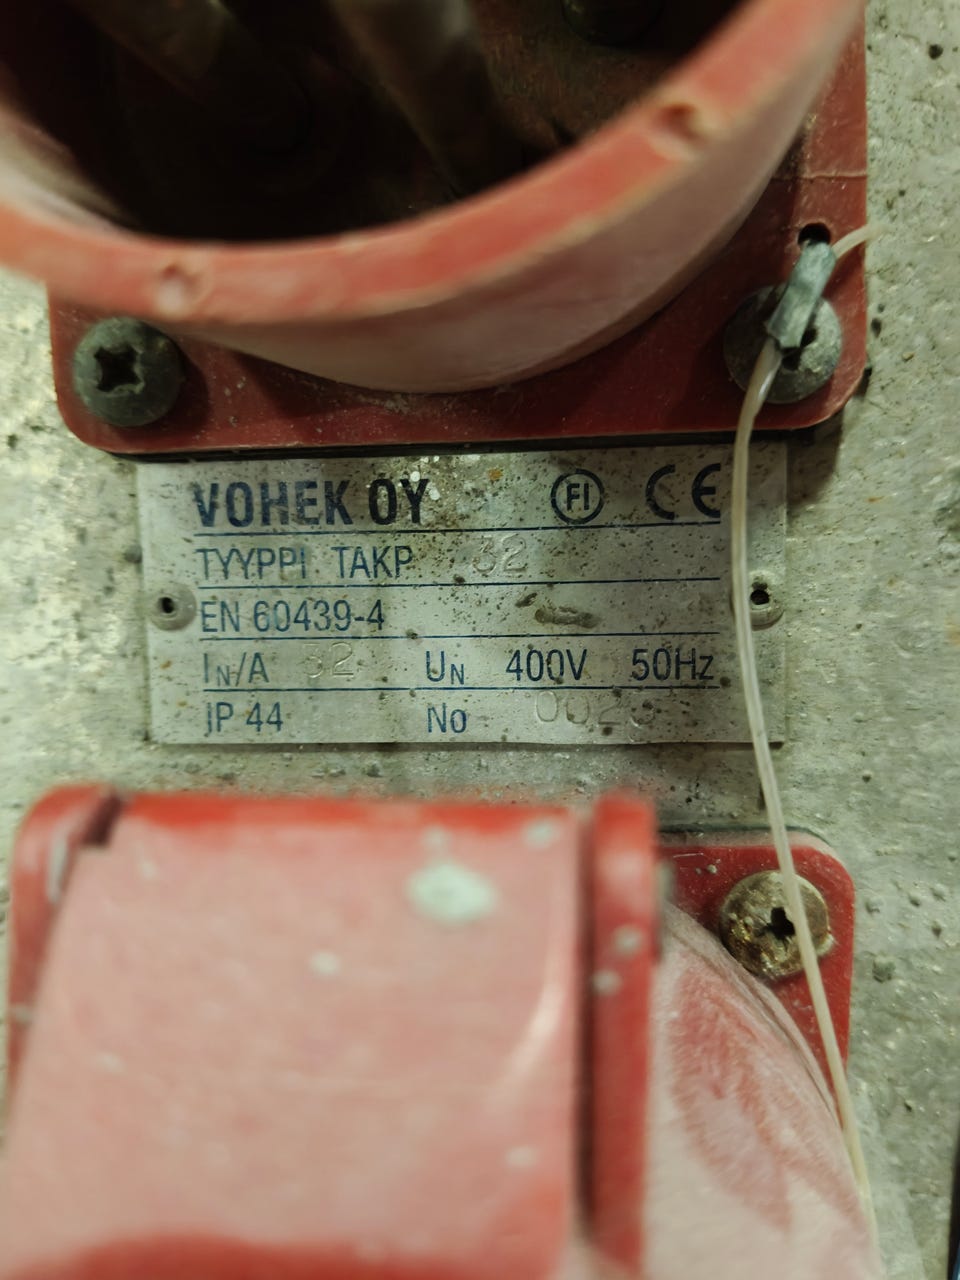 VOHEK OY FI CE
TYYPPI TAKP 32
EN 60439-4
IN/A 32 UN 400V 50Hz
IP 44 No